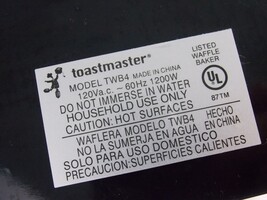 toastmaster®
LISTED
WAFFLE
BAKER
MODEL TWB4 MADE IN CHINA
120Va.c. ~ 60Hz 1200W
UL
DO NOT IMMERSE IN WATER
87TM
HOUSEHOLD USE ONLY
CAUTION: HOT SURFACES
WAFLERA MODELO TWB4 HECHO
NO SUMERJA EN AGUA EN CHINA
SOLO PARA USO DOMESTICO
PRECAUCION: SUPERFICIES CALIENTES